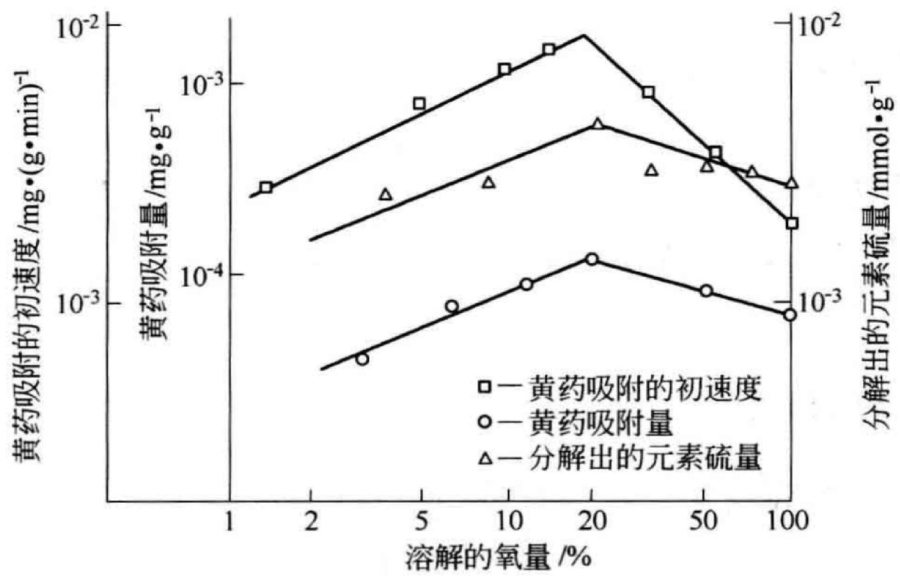 黄药吸附的初速度/mg·(g·min)⁻¹
10⁻²
10⁻³
黄药吸附量/mg·g⁻¹
10⁻³
10⁻⁴
10⁻²
10⁻³
分解出的元素硫量/mmol·g⁻¹
□—黄药吸附的初速度
○—黄药吸附量
△—分解出的元素硫量
1 2 5 10 20 50 100
溶解的氧量/%